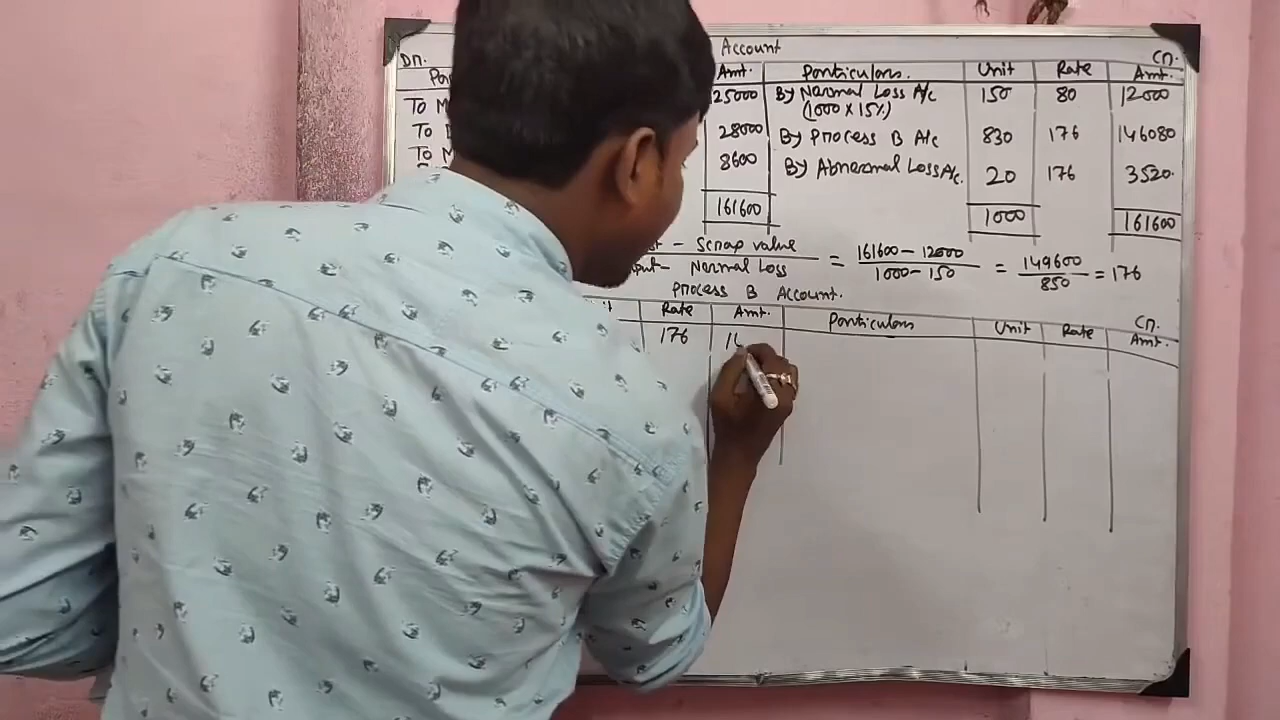 Account
Dr. Cr.
Amt. Particulars. Unit Rate Amt.
To 25000 By Normal Loss A/c 150 80 12000
(1000 X 15%)
To 28000 By Process B A/c 830 176 146080
To 8600 By Abnormal Loss A/c. 20 176 3520.
161600 1000 161600
- Scrap value = 161600 - 12000 = 149600 = 176
- Normal Loss 1000 - 150 850
Process B Account.
Cr.
Rate Amt. Particulars Unit Rate Amt.
176